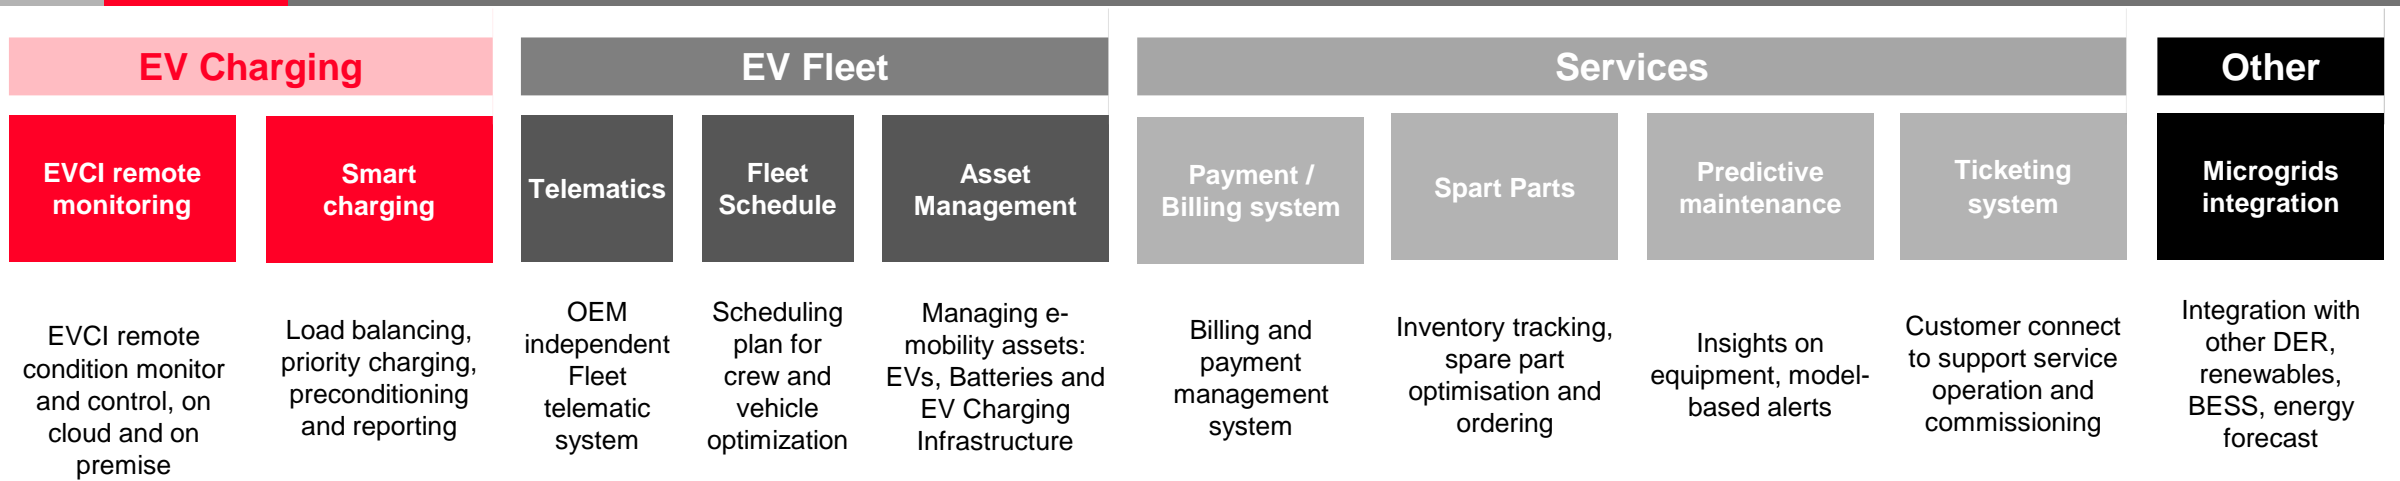 EV Charging
EV Fleet
Services
Other
EVCI remote
monitoring
Smart
charging
Telematics
Fleet
Schedule
Asset
Management
Payment /
Billing system
Spart Parts
Predictive
maintenance
Ticketing
system
Microgrids
integration
EVCI remote
condition monitor
and control, on
cloud and on
premise
Load balancing,
priority charging,
preconditioning
and reporting
OEM
independent
Fleet
telematic
system
Scheduling
plan for
crew and
vehicle
optimization
Managing e-
mobility assets:
EVs, Batteries and
EV Charging
Infrastructure
Billing and
payment
management
system
Inventory tracking,
spare part
optimisation and
ordering
Insights on
equipment, model-
based alerts
Customer connect
to support service
operation and
commissioning
Integration with
other DER,
renewables,
BESS, energy
forecast